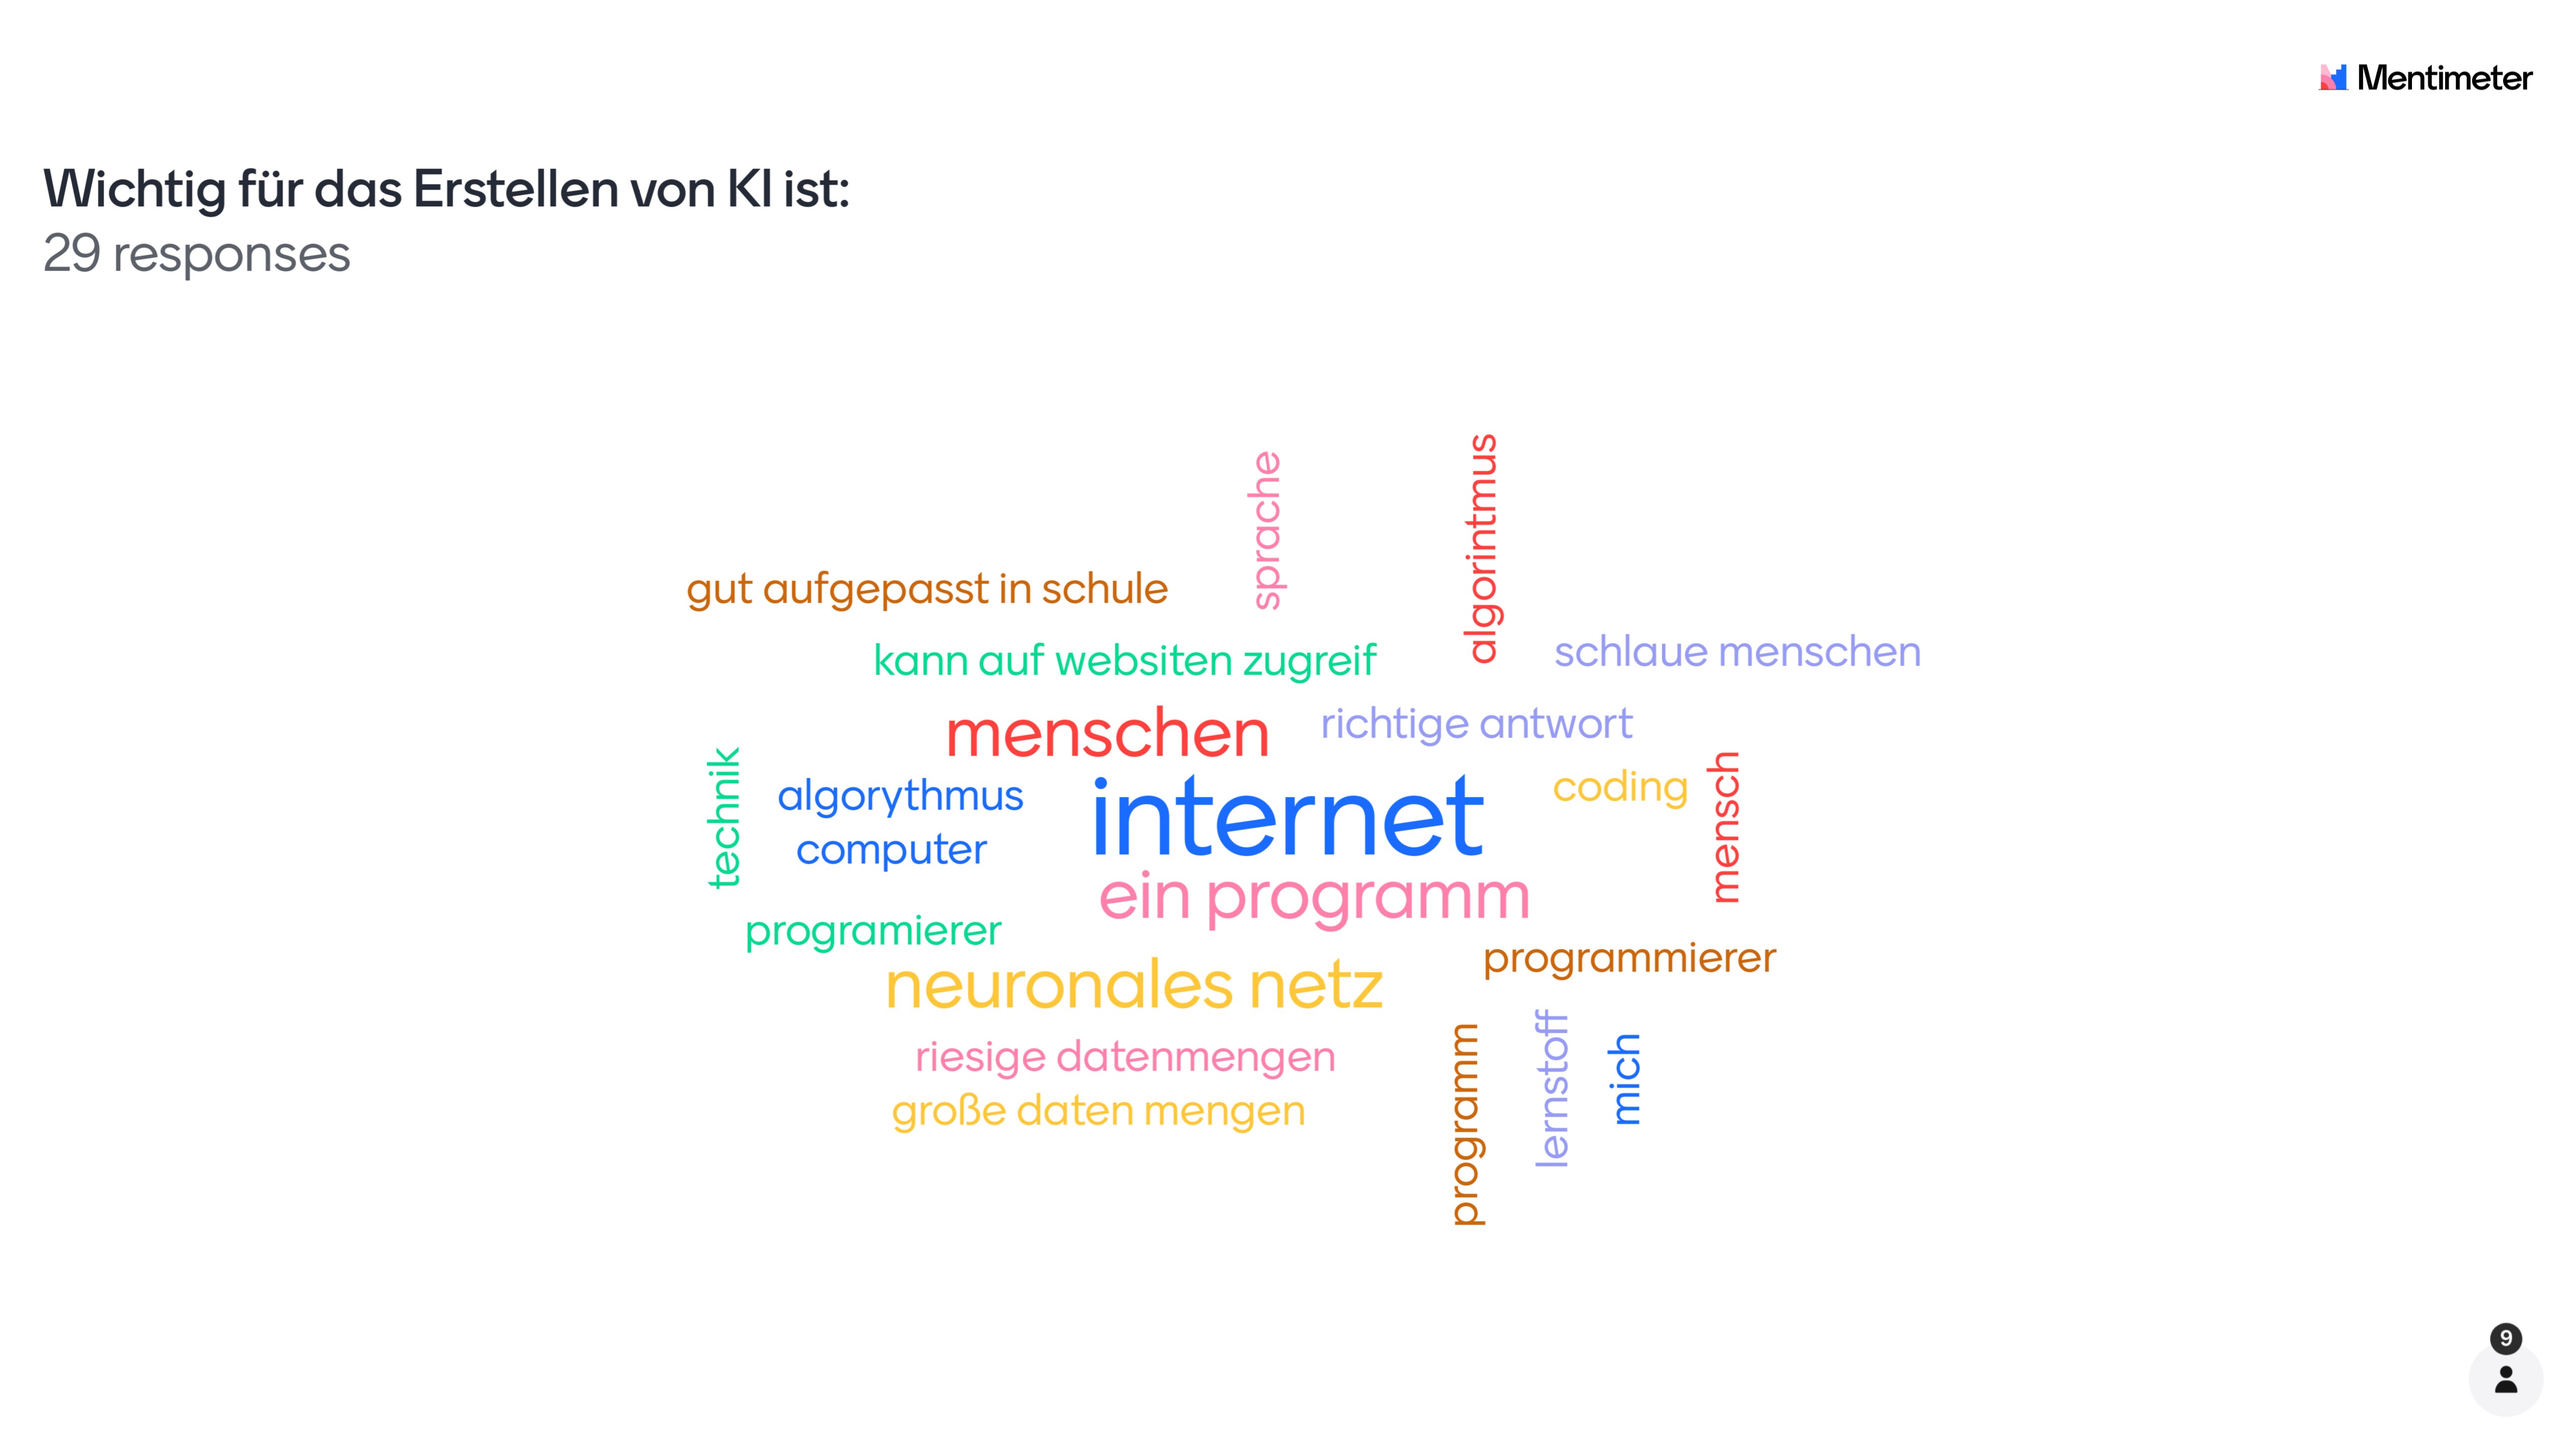 Mentimeter
Wichtig für das Erstellen von KI ist:
29 responses
sprache
algorintmus
gut aufgepasst in schule
kann auf websiten zugreif
schlaue menschen
menschen
richtige antwort
technik
algorythmus
internet
coding
mensch
computer
ein programm
programierer
programmierer
neuronales netz
riesige datenmengen
große daten mengen
programm
lernstoff
mich
9